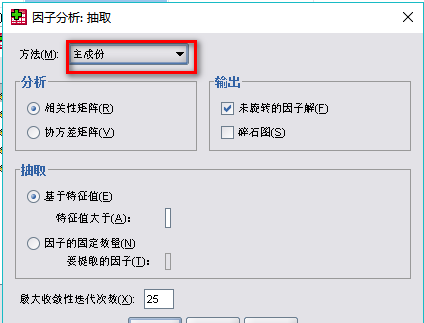 因子分析: 抽取
方法(M): 主成份
分析
相关性矩阵(R)
协方差矩阵(V)
输出
未旋转的因子解(F)
碎石图(S)
抽取
基于特征值(E)
特征值大于(A):
因子的固定数量(N)
要提取的因子(T):
最大收敛性迭代次数(X): 25